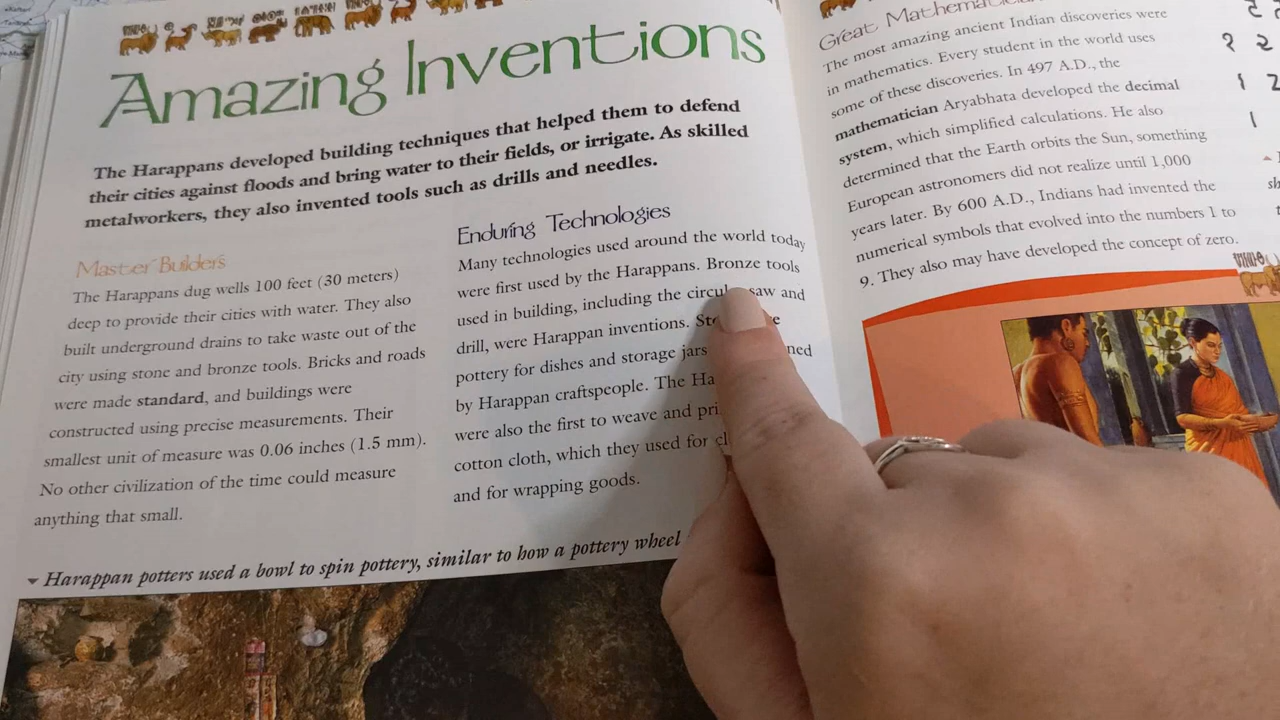 Amazing Inventions
The Harappans developed building techniques that helped them to defend
their cities against floods and bring water to their fields, or irrigate. As skilled
metalworkers, they also invented tools such as drills and needles.
Master Builders
The Harappans dug wells 100 feet (30 meters)
deep to provide their cities with water. They also
built underground drains to take waste out of the
city using stone and bronze tools. Bricks and roads
were made standard, and buildings were
constructed using precise measurements. Their
smallest unit of measure was 0.06 inches (1.5 mm).
No other civilization of the time could measure
anything that small.
Enduring Technologies
Many technologies used around the world today
were first used by the Harappans. Bronze tools
used in building, including the saw and
drill, were Harappan inventions.
pottery for dishes and storage jars
by Harappan craftspeople. The
were also the first to weave and
cotton cloth, which they used for
and for wrapping goods.
Harappan potters used a bowl to spin pottery, similar to how a pottery wheel
Great
The most amazing ancient Indian discoveries were
in mathematics. Every student in the world uses
some of these discoveries. In 497 A.D., the
mathematician Aryabhata developed the decimal
system, which simplified calculations. He also
determined that the Earth orbits the Sun, something
European astronomers did not realize until 1,000
years later. By 600 A.D., Indians had invented the
numerical symbols that evolved into the numbers 1 to
9. They also may have developed the concept of zero.